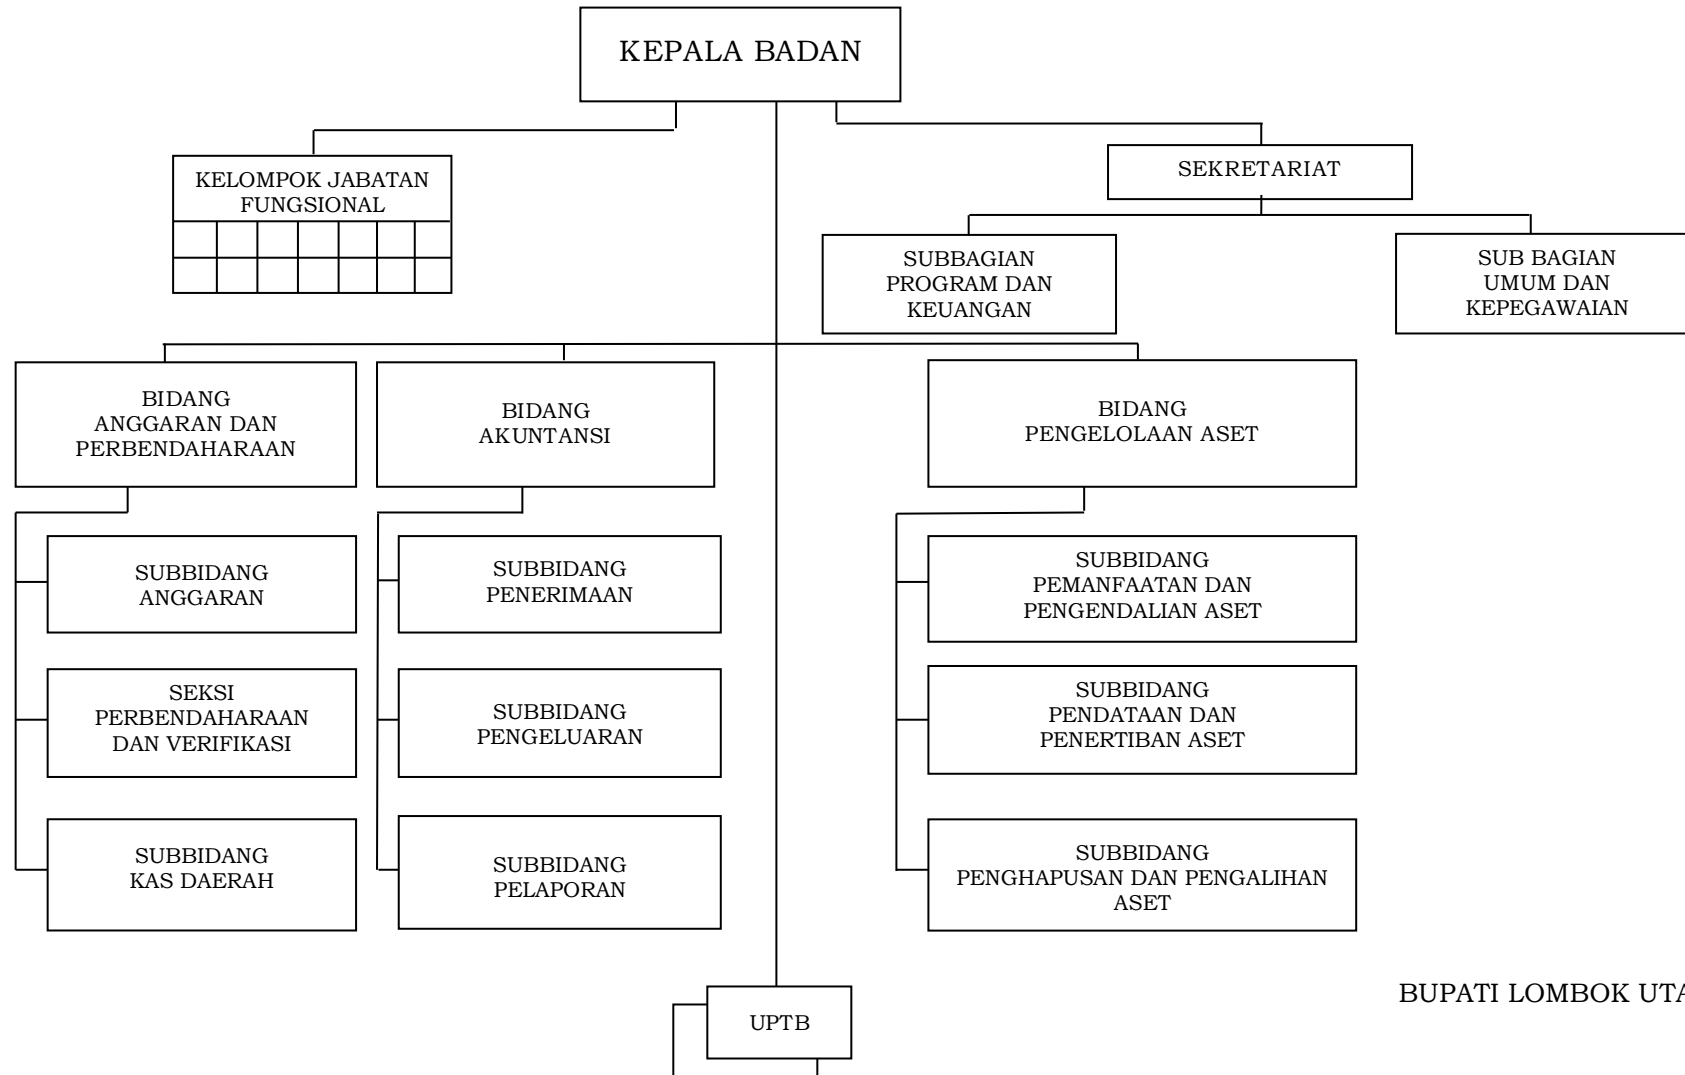 KEPALA BADAN
KELOMPOK JABATAN
FUNGSIONAL
SEKRETARIAT
SUBBAGIAN
PROGRAM DAN
KEUANGAN
SUB BAGIAN
UMUM DAN
KEPEGAWAIAN
BIDANG
ANGGARAN DAN
PERBENDAHARAAN
BIDANG
AKUNTANSI
BIDANG
PENGELOLAAN ASET
SUBBIDANG
ANGGARAN
SUBBIDANG
PENERIMAAN
SUBBIDANG
PEMANFAATAN DAN
PENGENDALIAN ASET
SEKSI
PERBENDAHARAAN
DAN VERIFIKASI
SUBBIDANG
PENGELUARAN
SUBBIDANG
PENDATAAN DAN
PENERTIBAN ASET
SUBBIDANG
KAS DAERAH
SUBBIDANG
PELAPORAN
SUBBIDANG
PENGHAPUSAN DAN PENGALIHAN
ASET
UPTB
BUPATI LOMBOK UTA